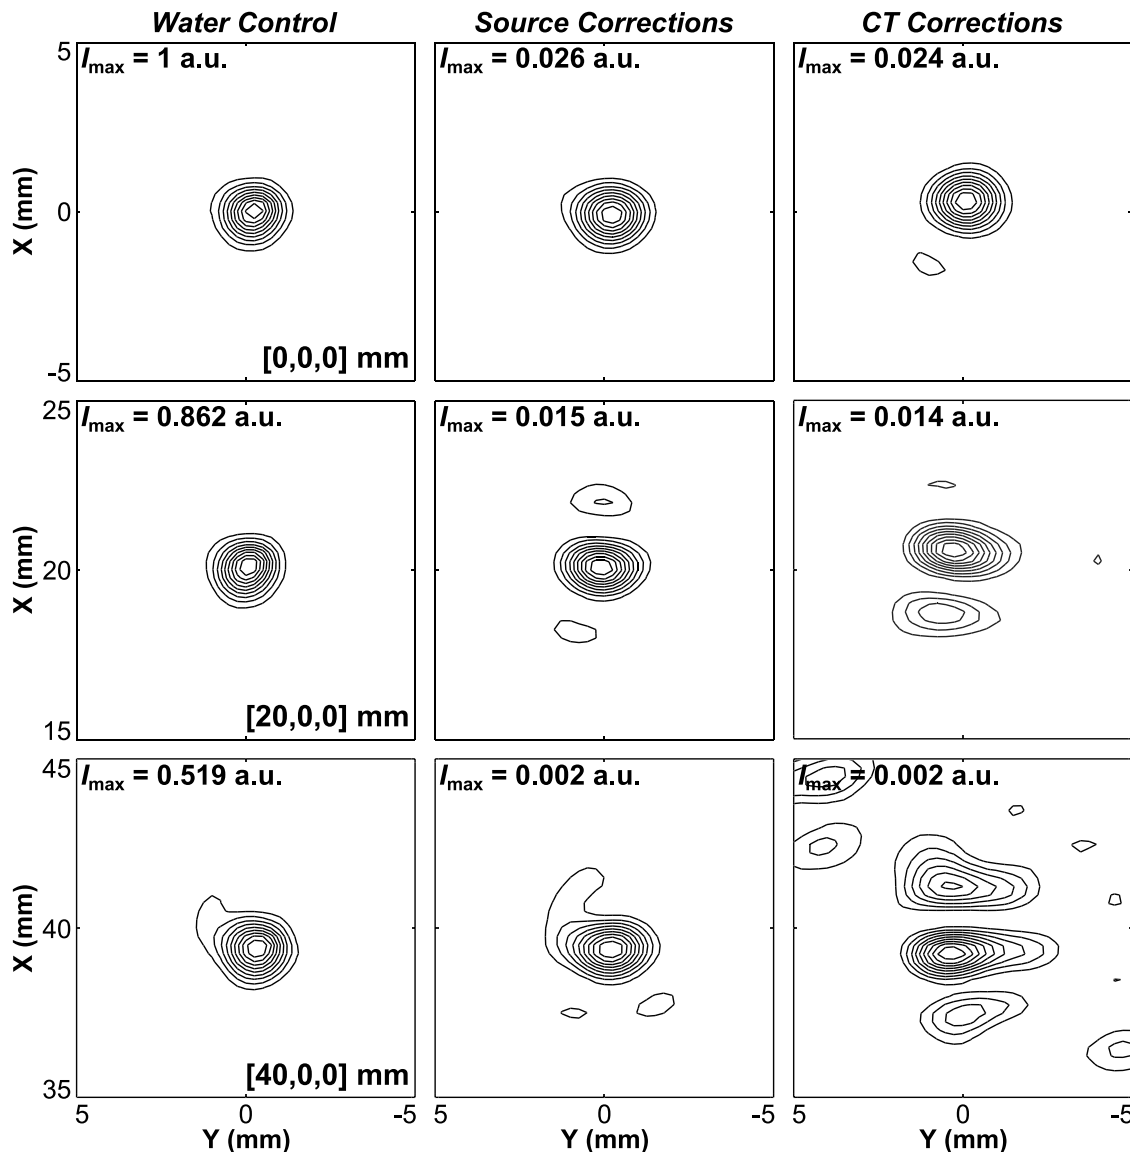 Water Control Source Corrections CT Corrections
5 Imax = 1 a.u. Imax = 0.026 a.u. Imax = 0.024 a.u.
X (mm) 0
-5 [0,0,0] mm
25 Imax = 0.862 a.u. Imax = 0.015 a.u. Imax = 0.014 a.u.
X (mm) 20
15 [20,0,0] mm
45 Imax = 0.519 a.u. Imax = 0.002 a.u. Imax = 0.002 a.u.
X (mm) 40
35 [40,0,0] mm
5 0 -5 5 0 -5 5 0 -5
Y (mm) Y (mm) Y (mm)